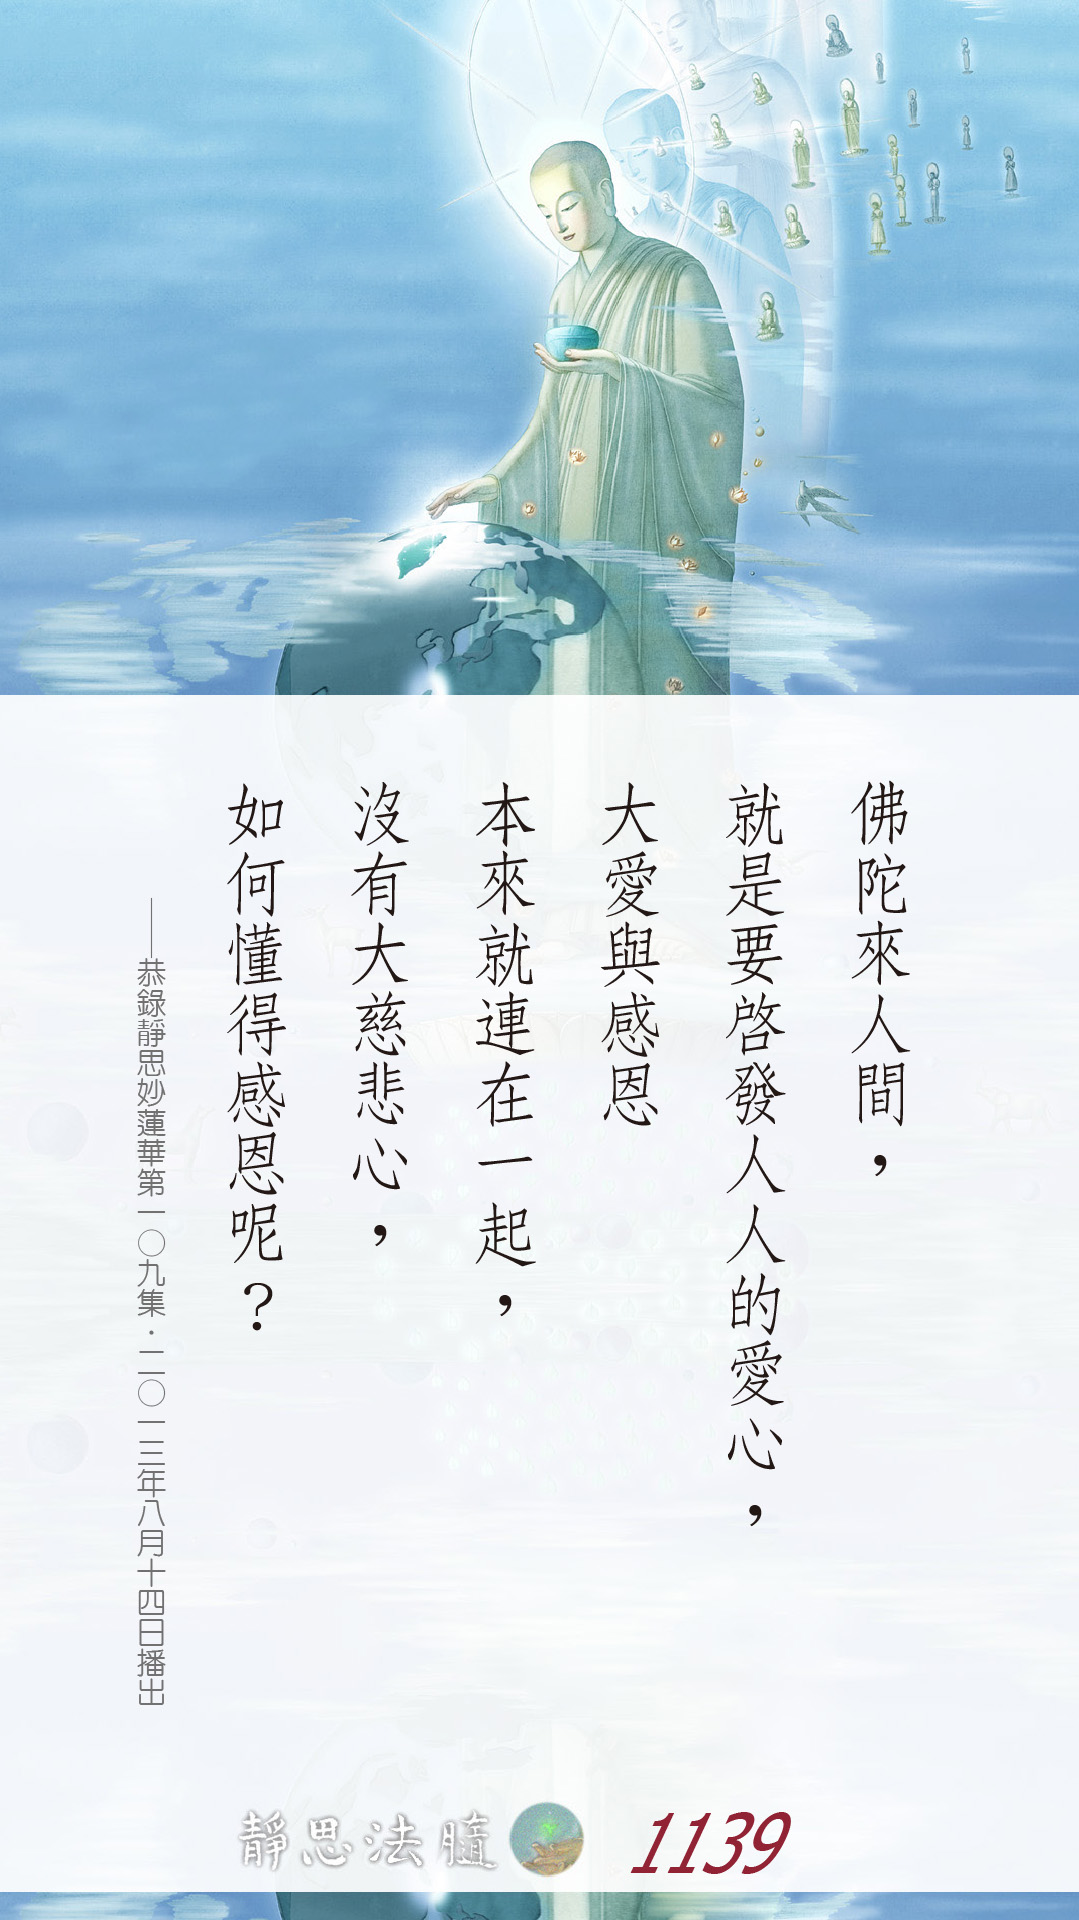 佛陀來人間，
就是要啓發人人的愛心，
大愛與感恩
本來就連在一起，
沒有大慈悲心，
如何懂得感恩呢？
——恭錄靜思妙蓮華第一〇九集．二〇一三年八月十四日播出
靜思法髓
1139